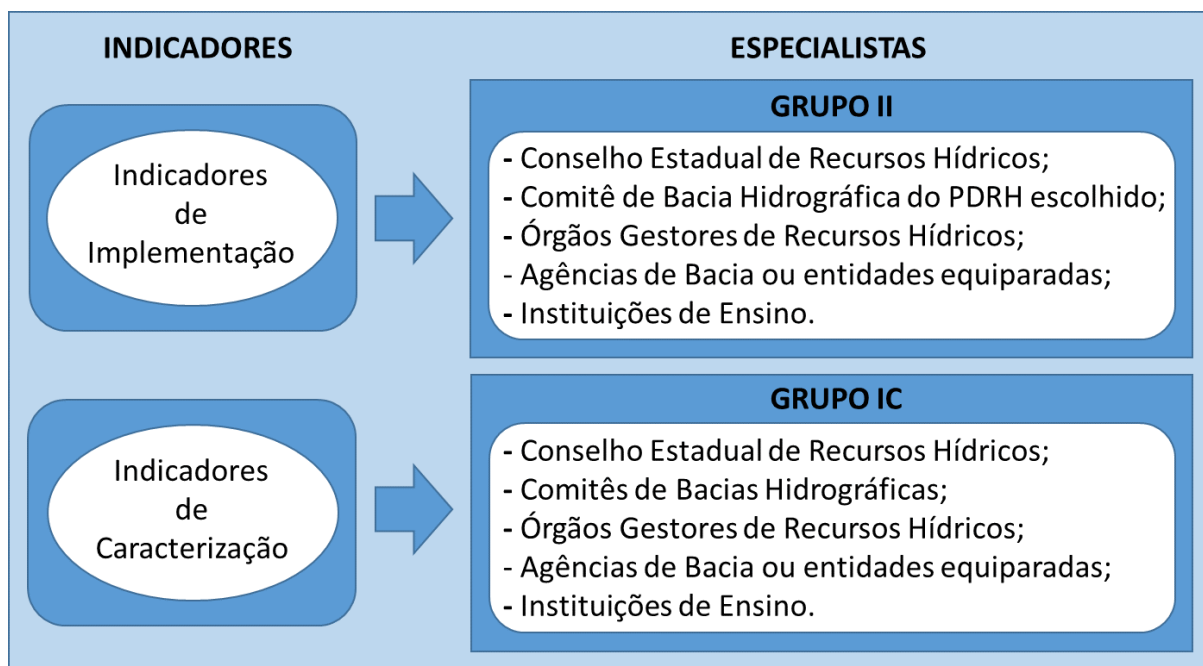 INDICADORES
ESPECIALISTAS
Indicadores
de
Implementação
GRUPO II
- Conselho Estadual de Recursos Hídricos;
- Comitê de Bacia Hidrográfica do PDRH escolhido;
- Órgãos Gestores de Recursos Hídricos;
- Agências de Bacia ou entidades equiparadas;
- Instituições de Ensino.
Indicadores
de
Caracterização
GRUPO IC
- Conselho Estadual de Recursos Hídricos;
- Comitês de Bacias Hidrográficas;
- Órgãos Gestores de Recursos Hídricos;
- Agências de Bacia ou entidades equiparadas;
- Instituições de Ensino.